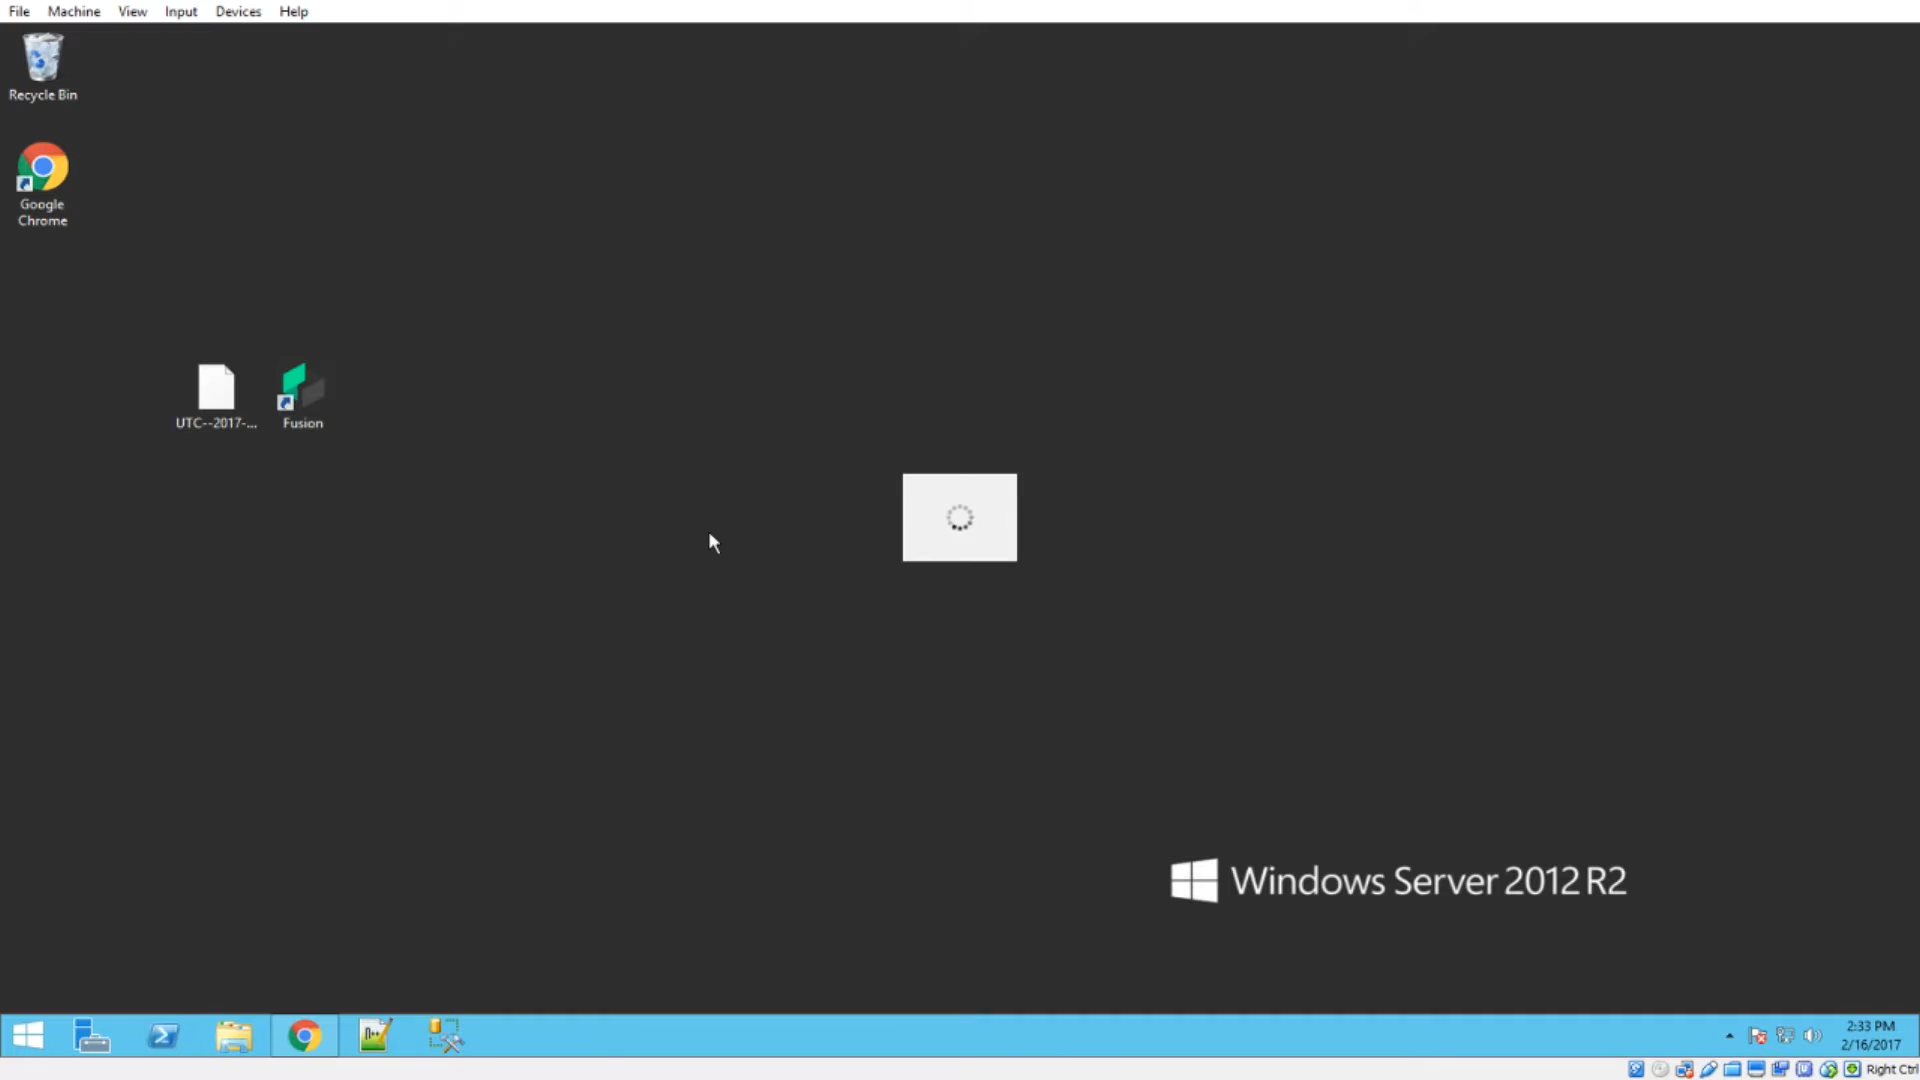 File Machine View Input Devices Help
Recycle Bin
Google
Chrome
UTC--2017-... Fusion
Windows Server 2012 R2
2:33 PM
2/16/2017
Right Ctrl